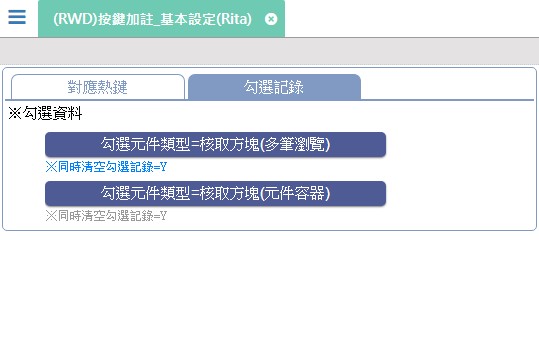 (RWD)按鍵加註_基本設定(Rita)
對應熱鍵
勾選記錄
※勾選資料
勾選元件類型=核取方塊(多筆瀏覽)
※同時清空勾選記錄=Y
勾選元件類型=核取方塊(元件容器)
※同時清空勾選記錄=Y